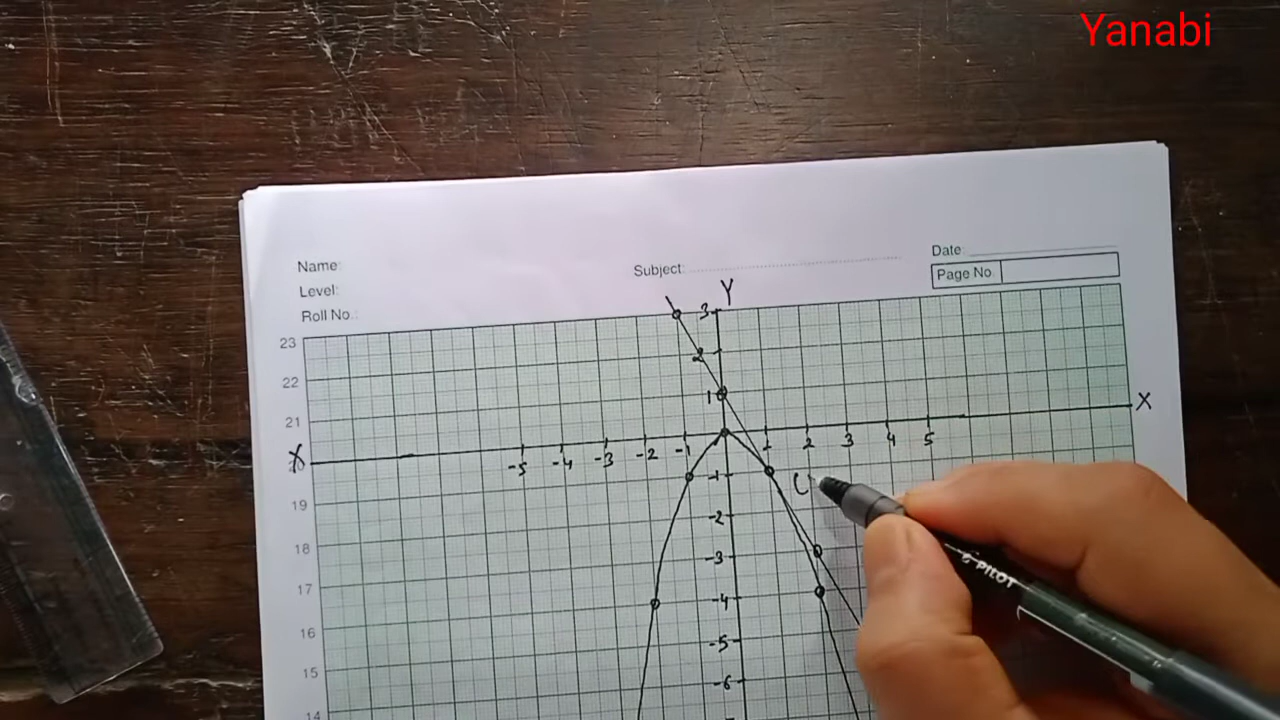 Yanabi
Name:
Level:
Roll No.:
Subject:
Date:
Page No.
Y
3
2
1
X
-5 -4 -3 -2 -1 1 2 3 4 5
X
-1
-2
-3
-4
-5
-6
(1
23
22
21
19
18
17
16
15
14
G-PILOT